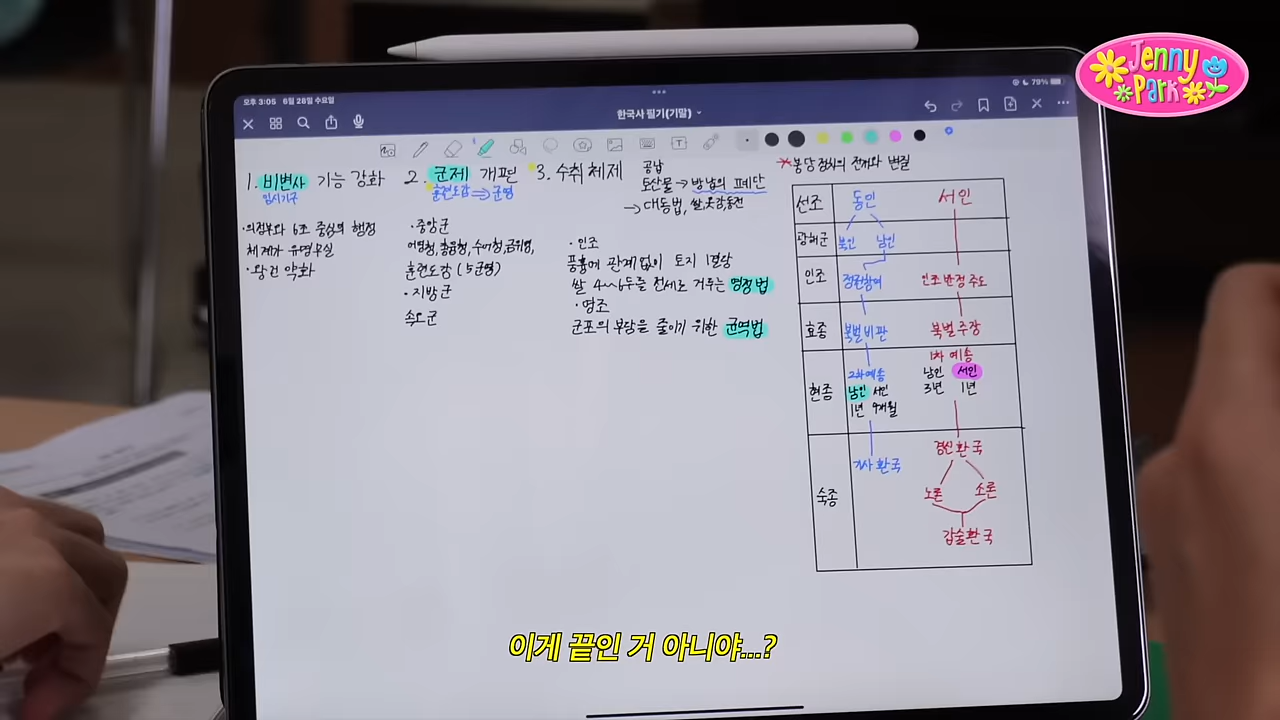 Jenny
Park
오후 3:05 6월 28일 수요일
79%
한국사 필기(기말)
1. 비변사 기능 강화
임시기구
·의정부와 6조 중심의 행정
체계가 유명무실
·왕권 약화
2. 군제 개편
훈련도감 ⇒ 군영
·중앙군
어영청, 총융청, 수어청, 금위영,
훈련도감 (5군영)
·지방군
속오군
3. 수취 체제
공납
토산물 → 방납의 폐단
→ 대동법, 쌀, 옷감, 동전
·인조
풍흉에 관계없이 토지 1결당
쌀 4~6두를 전세로 거두는 영정법
·영조
군포의 부담을 줄이기 위한 균역법
*붕당 정치의 전개와 변질
선조 동인 서인
광해군 북인 남인
인조 정권참여 인조 반정 주도
효종 북벌 비판 북벌 주장
현종
2차 예송
남인 서인
1년 9개월
1차 예송
남인 서인
3년 1년
숙종
기사 환국
경신 환국
노론 소론
갑술 환국
이게 끝인 거 아니야...?